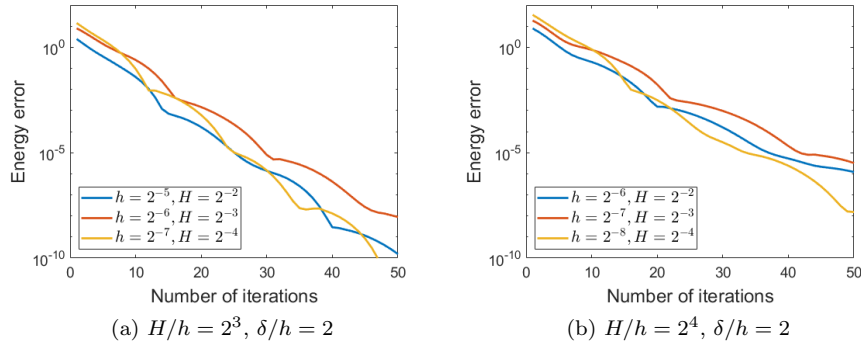 Energy error
10^0
10^-5
10^-10
h = 2^-5, H = 2^-2
h = 2^-6, H = 2^-3
h = 2^-7, H = 2^-4
0 10 20 30 40 50
Number of iterations
(a) H/h = 2^3, δ/h = 2
Energy error
10^0
10^-5
10^-10
h = 2^-6, H = 2^-2
h = 2^-7, H = 2^-3
h = 2^-8, H = 2^-4
0 10 20 30 40 50
Number of iterations
(b) H/h = 2^4, δ/h = 2